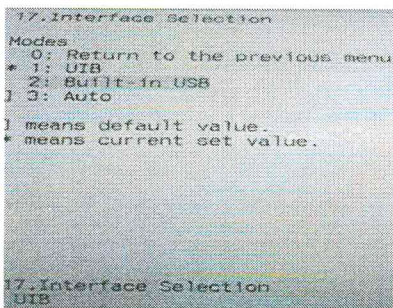 17.Interface Selection
Modes
0: Return to the previous menu
* 1: UIB
2: Built-in USB
] 3: Auto
] means default value.
* means current set value.
17.Interface Selection
UIB